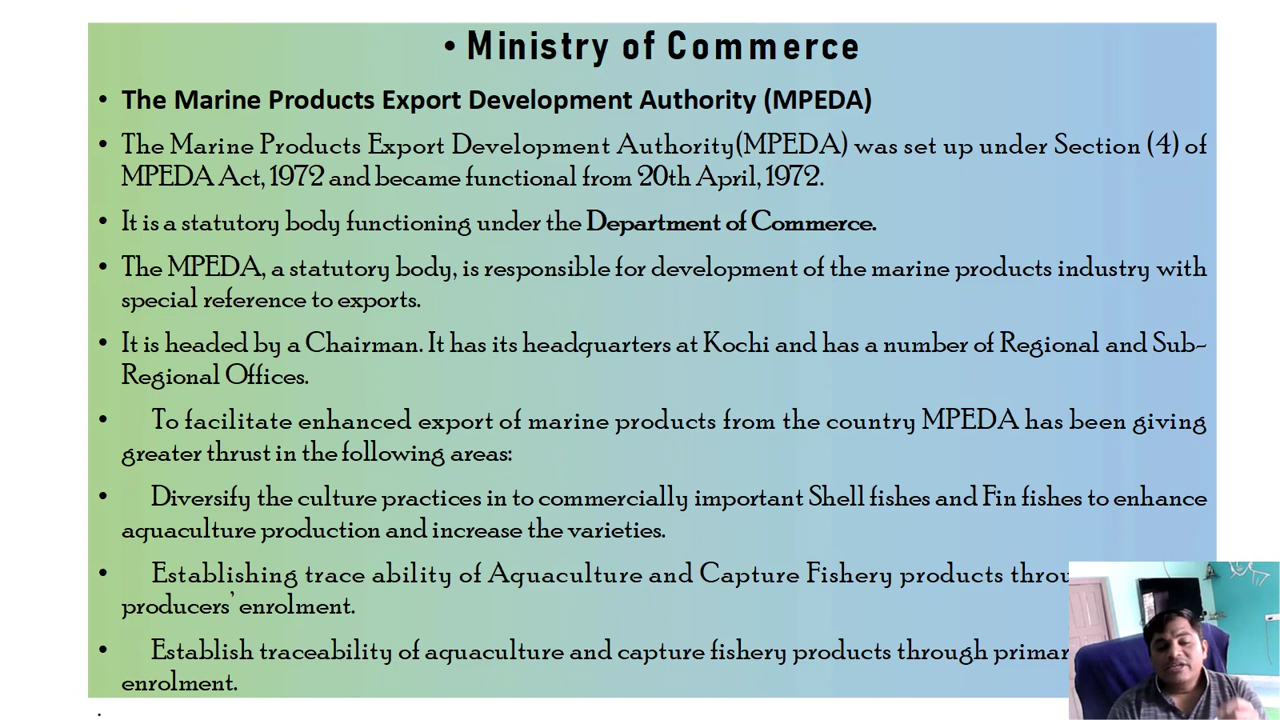 • Ministry of Commerce
• The Marine Products Export Development Authority (MPEDA)
• The Marine Products Export Development Authority(MPEDA) was set up under Section (4) of
MPEDA Act, 1972 and became functional from 20th April, 1972.
• It is a statutory body functioning under the Department of Commerce.
• The MPEDA, a statutory body, is responsible for development of the marine products industry with
special reference to exports.
• It is headed by a Chairman. It has its headquarters at Kochi and has a number of Regional and Sub-
Regional Offices.
• To facilitate enhanced export of marine products from the country MPEDA has been giving
greater thrust in the following areas:
• Diversify the culture practices in to commercially important Shell fishes and Fin fishes to enhance
aquaculture production and increase the varieties.
• Establishing trace ability of Aquaculture and Capture Fishery products
producers' enrolment.
• Establish traceability of aquaculture and capture fishery products through
enrolment.